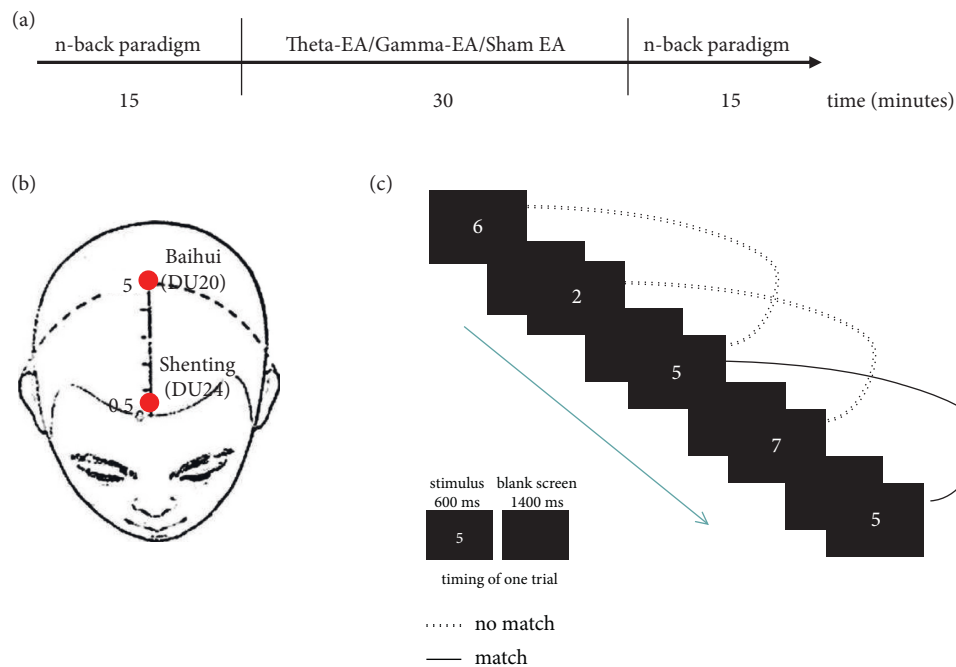 (a)
n-back paradigm
Theta-EA/Gamma-EA/Sham EA
n-back paradigm
15
30
15
time (minutes)
(b)
Baihui
(DU20)
5
Shenting
(DU24)
0.5
0
(c)
6
2
5
7
5
stimulus
600 ms
blank screen
1400 ms
5
timing of one trial
no match
match